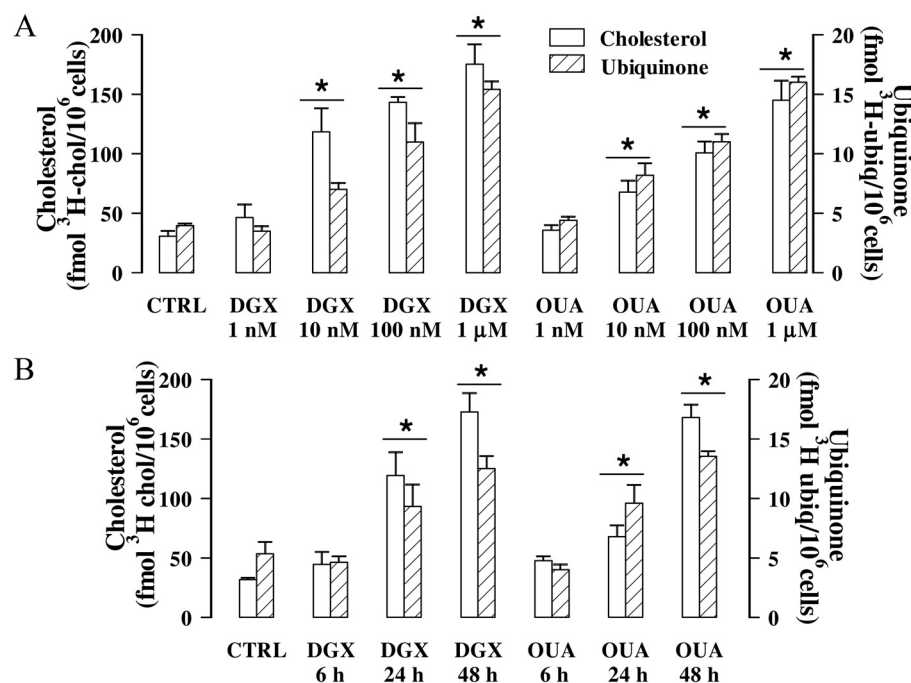 A
Cholesterol
(fmol ³H-chol/10⁶ cells)
200
150
100
50
0
Cholesterol
Ubiquinone
*
*
*
*
*
*
20
15
10
5
0
Ubiquinone
(fmol ³H-ubiq/10⁶ cells)
CTRL DGX DGX DGX DGX OUA OUA OUA OUA
1 nM 10 nM 100 nM 1 µM 1 nM 10 nM 100 nM 1 µM
B
Cholesterol
(fmol ³H chol/10⁶ cells)
200
150
100
50
0
*
*
*
*
20
15
10
5
0
Ubiquinone
(fmol ³H ubiq/10⁶ cells)
CTRL DGX DGX DGX OUA OUA OUA
6 h 24 h 48 h 6 h 24 h 48 h